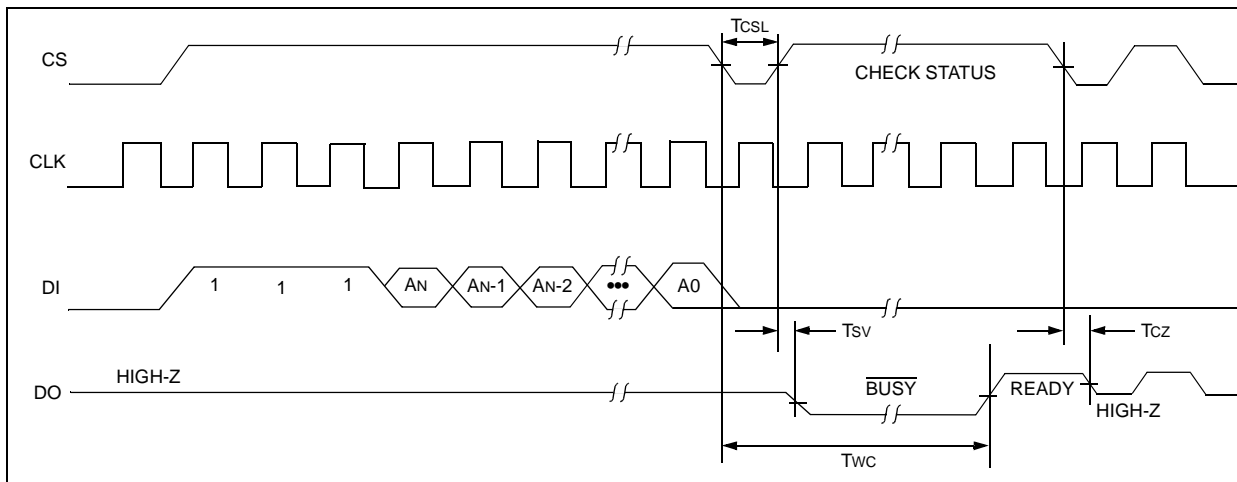 TCSL
CS
CHECK STATUS
CLK
DI
1 1 1 AN AN-1 AN-2 ••• A0
TSV
TCZ
HIGH-Z
DO
BUSY
READY
HIGH-Z
TWC